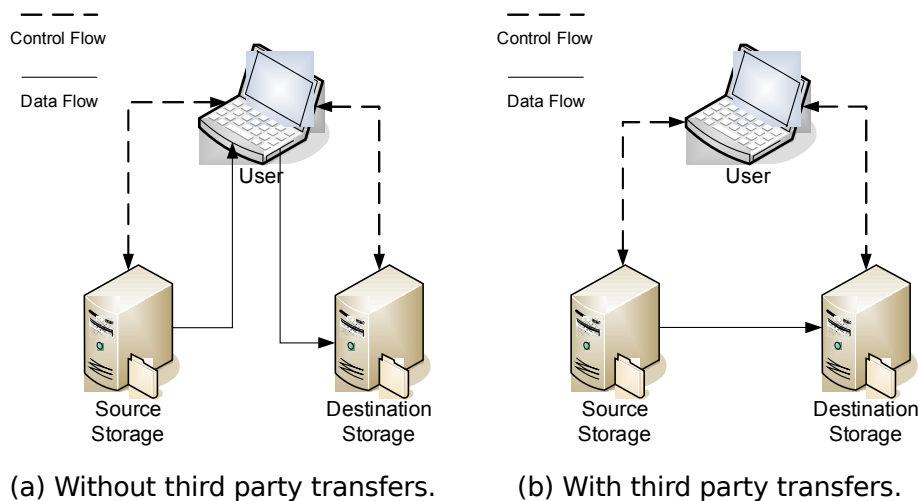 Control Flow
Data Flow
User
Source
Storage
Destination
Storage
(a) Without third party transfers.
Control Flow
Data Flow
User
Source
Storage
Destination
Storage
(b) With third party transfers.